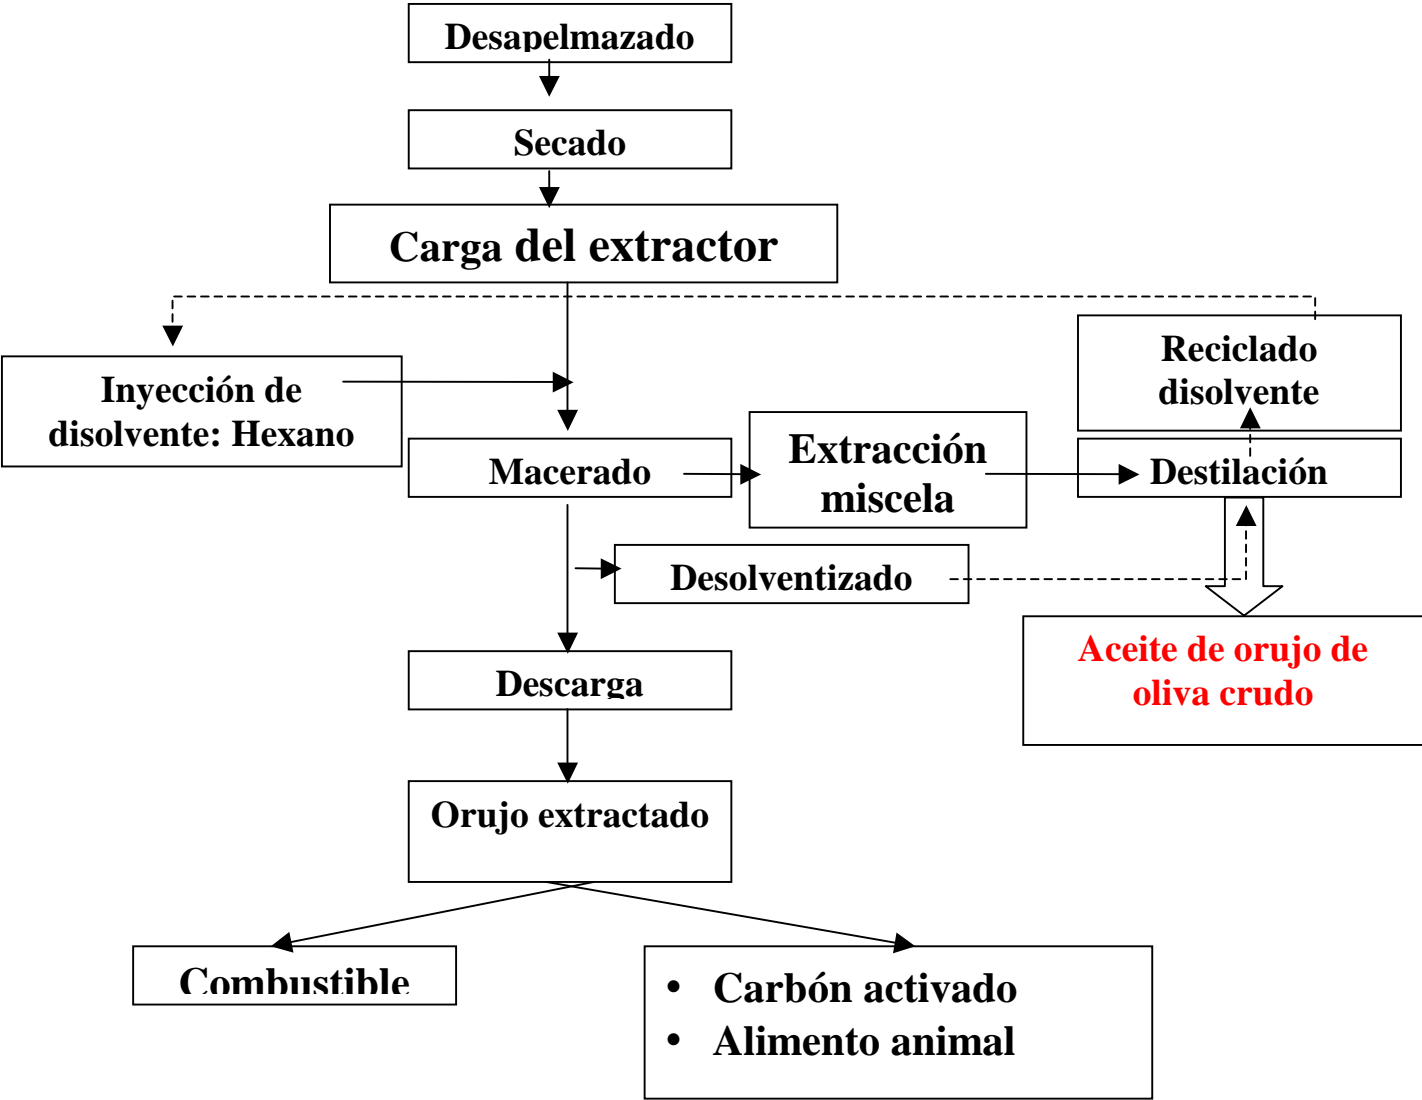 Desapelmazado
Secado
Carga del extractor
Reciclado
disolvente
Inyección de
disolvente: Hexano
Extracción
miscela
Macerado
Destilación
Desolventizado
Aceite de orujo de
oliva crudo
Descarga
Orujo extractado
Combustible
• Carbón activado
• Alimento animal